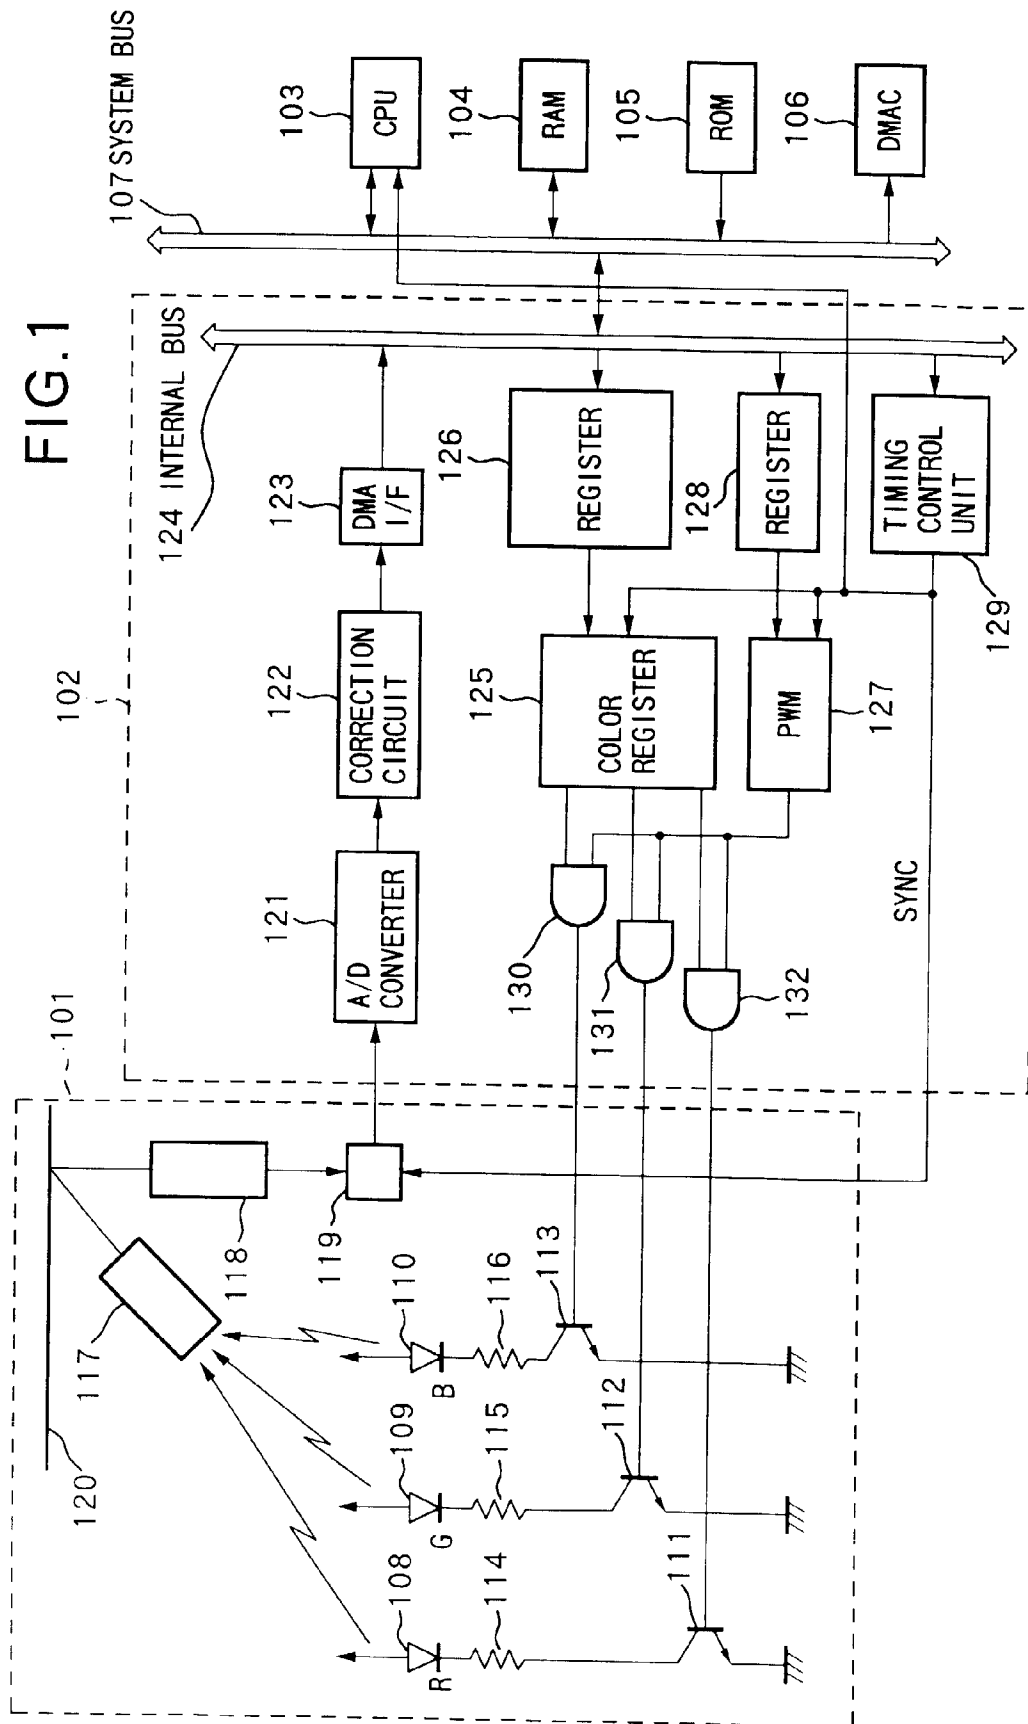 FIG.1
107 SYSTEM BUS
103
CPU
104
RAM
105
ROM
106
DMAC
102
124 INTERNAL BUS
121
A/D
CONVERTER
122
CORRECTION
CIRCUIT
123
DMA
I/F
125
COLOR
REGISTER
126
REGISTER
127
PWM
128
REGISTER
129
TIMING
CONTROL
UNIT
130
131
132
SYNC
101
120
117
118
119
108
R
109
G
110
B
114
115
116
111
112
113